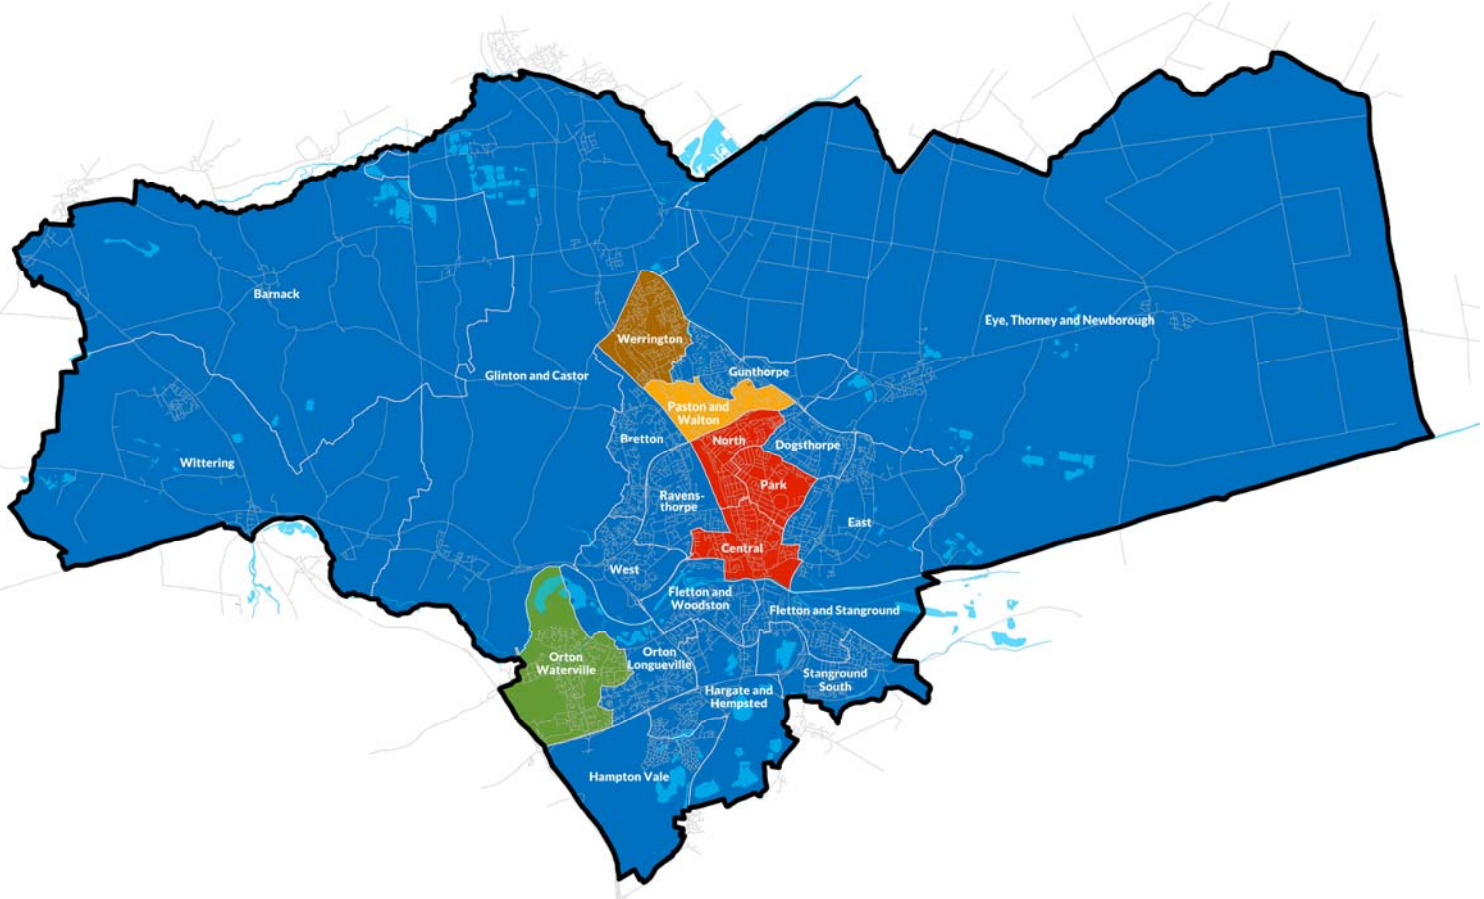 Barnack
Eye, Thorney and Newborough
Werrington
Glinton and Castor
Gunthorpe
Paston and
Walton
Bretton
North
Dogsthorpe
Wittering
Park
Ravens-
thorpe
East
Central
West
Fletton and
Woodston
Fletton and Stanground
Orton
Waterville
Orton
Longueville
Stanground
South
Hargate and
Hempsted
Hampton Vale